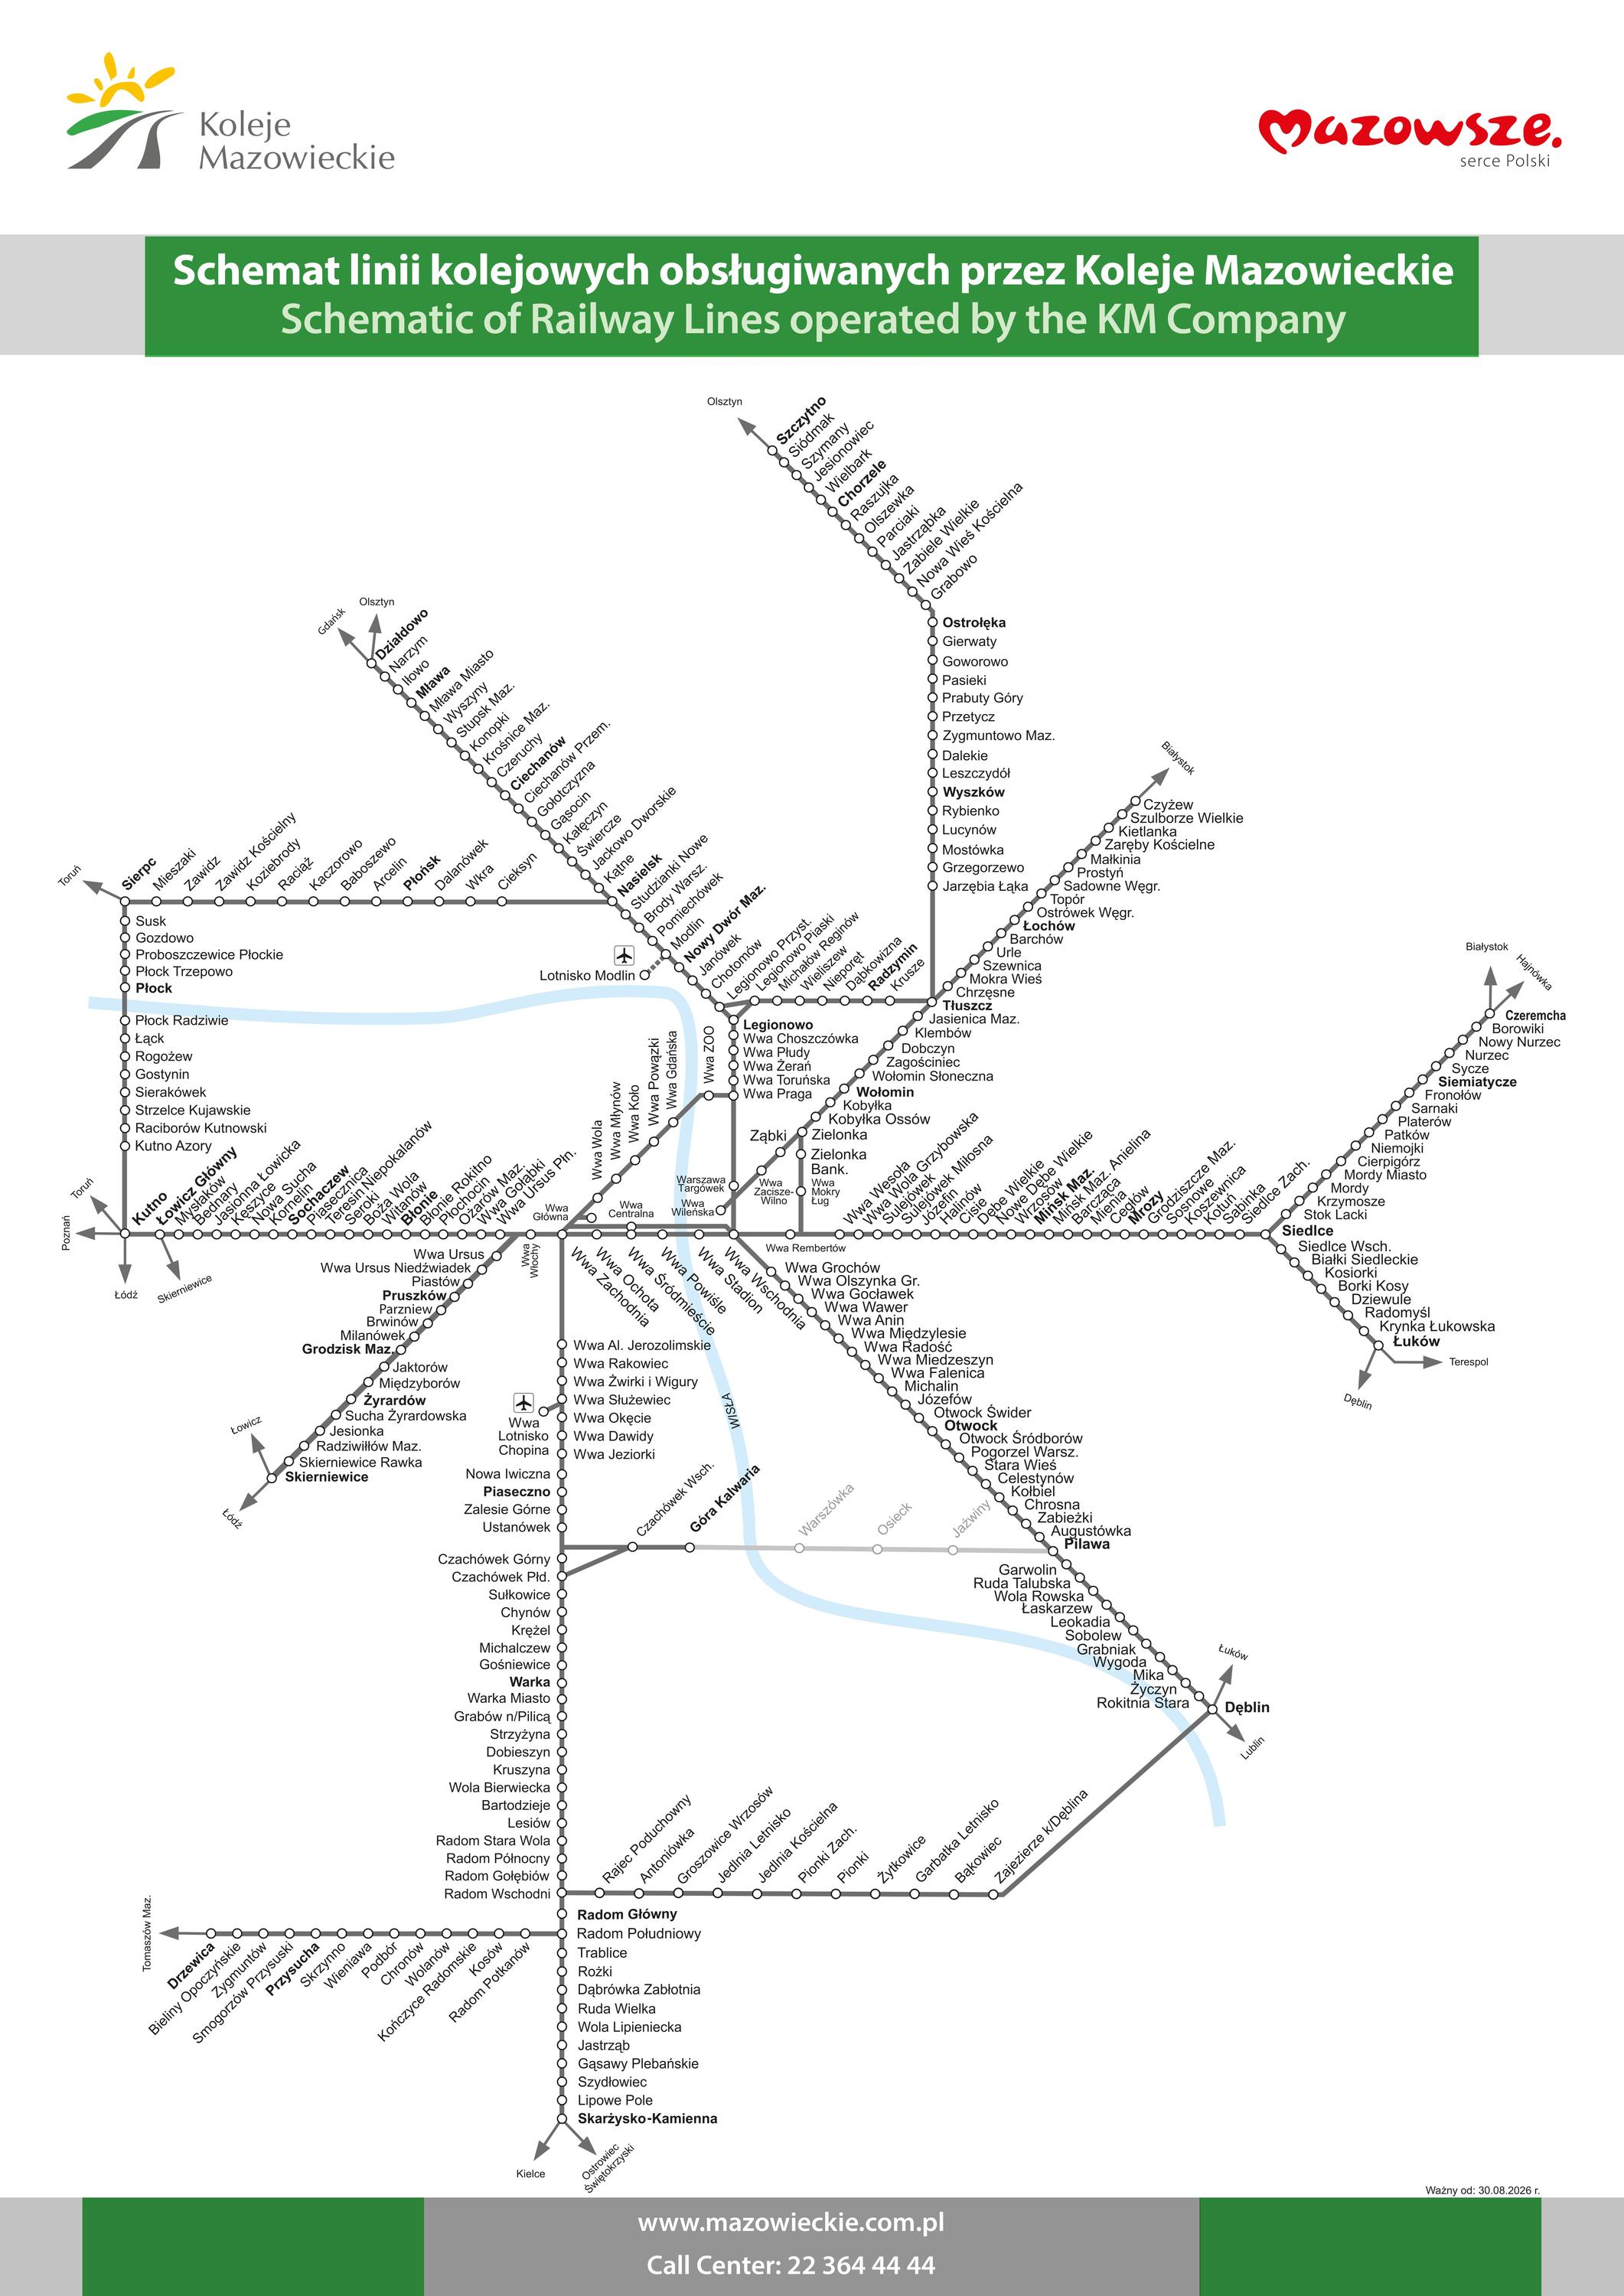 Koleje
Mazowieckie
Mazowsze.
serce Polski
Schemat linii kolejowych obsługiwanych przez Koleje Mazowieckie
Schematic of Railway Lines operated by the KM Company
Olsztyn
Szczytno
Siódmak
Szymany
Jesionowiec
Wielbark
Chorzele
Raszujka
Olszewka
Parciaki
Jastrząbka
Zabiele Wielkie
Nowa Wieś Kościelna
Grabowo
Ostrołęka
Gierwaty
Goworowo
Pasieki
Prabuty Góry
Przetycz
Zygmuntowo Maz.
Dalekie
Leszczydół
Wyszków
Rybienko
Lucynów
Mostówka
Grzegorzewo
Jarzębia Łąka
Gdańsk
Olsztyn
Działdowo
Narzym
Iłowo
Mława
Mława Miasto
Wyszyny
Stupsk Maz.
Konopki
Krośnice Maz.
Czeruchy
Ciechanów
Ciechanów Przem.
Gołotczyzna
Gąsocin
Kałęczyn
Świercze
Jackowo Dworskie
Kątne
Nasielsk
Studzianki Nowe
Brody Warsz.
Pomiechówek
Modlin
Nowy Dwór Maz.
Janówek
Chotomów
Legionowo Przyst.
Legionowo Piaski
Michałów Reginów
Wieliszew
Nieporęt
Dąbkowizna
Radzymin
Krusze
Lotnisko Modlin
Toruń
Sierpc
Mieszaki
Zawidz
Zawidz Kościelny
Koziebrody
Raciąż
Kaczorowo
Baboszewo
Arcelin
Płońsk
Dalanówek
Wkra
Cieksyn
Susk
Gozdowo
Proboszczewice Płockie
Płock Trzepowo
Płock
Płock Radziwie
Łąck
Rogożew
Gostynin
Sierakówek
Strzelce Kujawskie
Raciborów Kutnowski
Kutno Azory
Białystok
Czyżew
Szulborze Wielkie
Kietlanka
Zaręby Kościelne
Małkinia
Prostyń
Sadowne Węgr.
Topór
Ostrówek Węgr.
Łochów
Barchów
Urle
Szewnica
Mokra Wieś
Chrzęsne
Tłuszcz
Jasienica Maz.
Klembów
Dobczyn
Zagościniec
Wołomin Słoneczna
Wołomin
Kobyłka
Kobyłka Ossów
Zielonka
Ząbki
Zielonka
Bank.
Wwa
Mokry
Ług
Wwa
Zacisze-
Wilno
Warszawa
Targówek
Wwa
Wileńska
Legionowo
Wwa Choszczówka
Wwa Płudy
Wwa Żerań
Wwa Toruńska
Wwa Praga
Wwa ZOO
Wwa Gdańska
Wwa Powązki
Wwa Koło
Wwa Młynów
Wwa Wola
Wwa
Główna
Wwa
Centralna
Toruń
Poznań
Łódź
Skierniewice
Kutno
Łowicz Główny
Mysłaków
Bednary
Jasionna Łowicka
Kęszyce
Nowa Sucha
Kornelin
Sochaczew
Piasecznica
Teresin Niepokalanów
Seroki
Boża Wola
Witanów
Błonie
Błonie Rokitno
Płochocin
Ożarów Maz.
Wwa Gołąbki
Wwa Ursus Płn.
Wwa
Włochy
Wwa Zachodnia
Wwa Ochota
Wwa Śródmieście
Wwa Powiśle
Wwa Stadion
Wwa Wschodnia
Wwa Rembertów
Wwa Wesoła
Wwa Wola Grzybowska
Sulejówek
Sulejówek Miłosna
Józefin
Halinów
Cisie
Dębe Wielkie
Nowe Dębe Wielkie
Wrzosów
Mińsk Maz.
Mińsk Maz. Anielina
Barcząca
Mienia
Cegłów
Mrozy
Grodziszcze Maz.
Sosnowe
Koszewnica
Kotuń
Sabinka
Siedlce Zach.
Siedlce
Białystok
Hajnówka
Czeremcha
Borowiki
Nowy Nurzec
Nurzec
Sycze
Siemiatycze
Fronołów
Sarnaki
Platerów
Patków
Niemojki
Cierpigórz
Mordy Miasto
Mordy
Krzymosze
Stok Lacki
Siedlce Wsch.
Białki Siedleckie
Kosiorki
Borki Kosy
Dziewule
Radomyśl
Krynka Łukowska
Łuków
Terespol
Dęblin
Wwa Ursus
Wwa Ursus Niedźwiadek
Piastów
Pruszków
Parzniew
Brwinów
Milanówek
Grodzisk Maz.
Jaktorów
Międzyborów
Żyrardów
Sucha Żyrardowska
Jesionka
Radziwiłłów Maz.
Skierniewice Rawka
Skierniewice
Łowicz
Łódź
Wwa Al. Jerozolimskie
Wwa Rakowiec
Wwa Żwirki i Wigury
Wwa Służewiec
Wwa Okęcie
Wwa Dawidy
Wwa Jeziorki
Wwa
Lotnisko
Chopina
WISŁA
Nowa Iwiczna
Piaseczno
Zalesie Górne
Ustanówek
Czachówek Górny
Czachówek Płd.
Czachówek Wsch.
Góra Kalwaria
Warszówka
Osieck
Jaźwiny
Sułkowice
Chynów
Krężel
Michalczew
Gośniewice
Warka
Warka Miasto
Grabów n/Pilicą
Strzyżyna
Dobieszyn
Kruszyna
Wola Bierwiecka
Bartodzieje
Lesiów
Radom Stara Wola
Radom Północny
Radom Gołębiów
Radom Wschodni
Wwa Grochów
Wwa Olszynka Gr.
Wwa Gocławek
Wwa Wawer
Wwa Anin
Wwa Międzylesie
Wwa Radość
Wwa Miedzeszyn
Wwa Falenica
Michalin
Józefów
Otwock Świder
Otwock
Otwock Śródborów
Pogorzel Warsz.
Stara Wieś
Celestynów
Kołbiel
Chrosna
Zabieżki
Augustówka
Pilawa
Garwolin
Ruda Talubska
Wola Rowska
Łaskarzew
Leokadia
Sobolew
Grabniak
Wygoda
Mika
Życzyn
Rokitnia Stara
Dęblin
Łuków
Lublin
Rajec Poduchowny
Antoniówka
Groszowice Wrzosów
Jedlnia Letnisko
Jedlnia Kościelna
Pionki Zach.
Pionki
Żytkowice
Garbatka Letnisko
Bąkowiec
Zajezierze k/Dęblina
Radom Główny
Radom Południowy
Trablice
Rożki
Dąbrówka Zabłotnia
Ruda Wielka
Wola Lipieniecka
Jastrząb
Gąsawy Plebańskie
Szydłowiec
Lipowe Pole
Skarżysko-Kamienna
Kielce
Ostrowiec
Świętokrzyski
Tomaszów Maz.
Drzewica
Bieliny Opoczyńskie
Zygmuntów
Smogorzów Przysuski
Przysucha
Skrzynno
Wieniawa
Podbór
Chronów
Wolanów
Kończyce Radomskie
Kosów
Radom Potkanów
Ważny od: 30.08.2026 r.
www.mazowieckie.com.pl
Call Center: 22 364 44 44